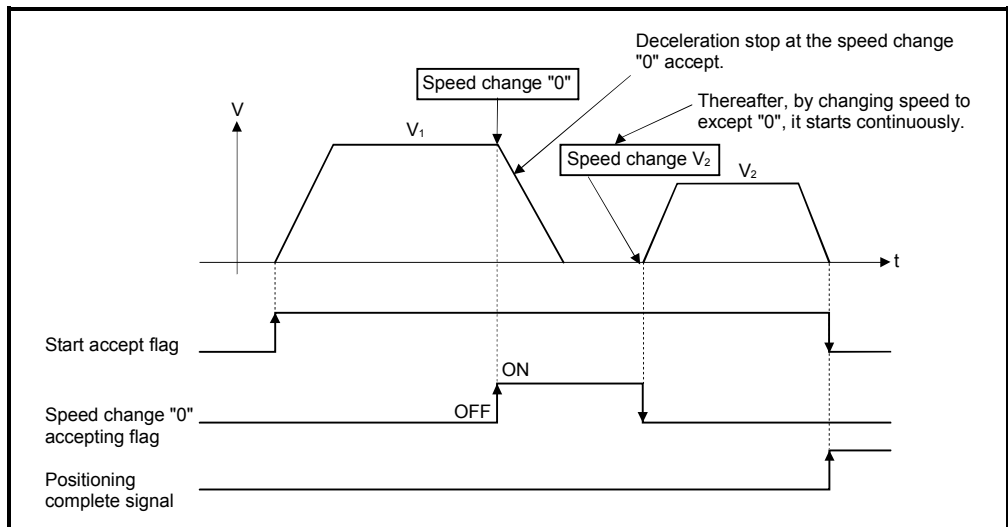 Deceleration stop at the speed change
"0" accept.
Speed change "0"
Thereafter, by changing speed to
except "0", it starts continuously.
V
V₁
Speed change V₂
V₂
t
Start accept flag
ON
OFF
Speed change "0"
accepting flag
Positioning
complete signal